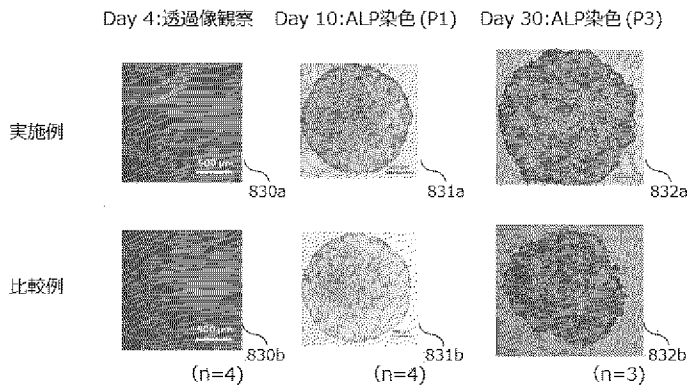 Day 4:透過像観察 Day 10:ALP染色 (P1) Day 30:ALP染色 (P3)
実施例
830a 831a 832a
比較例
830b 831b 832b
(n=4) (n=4) (n=3)